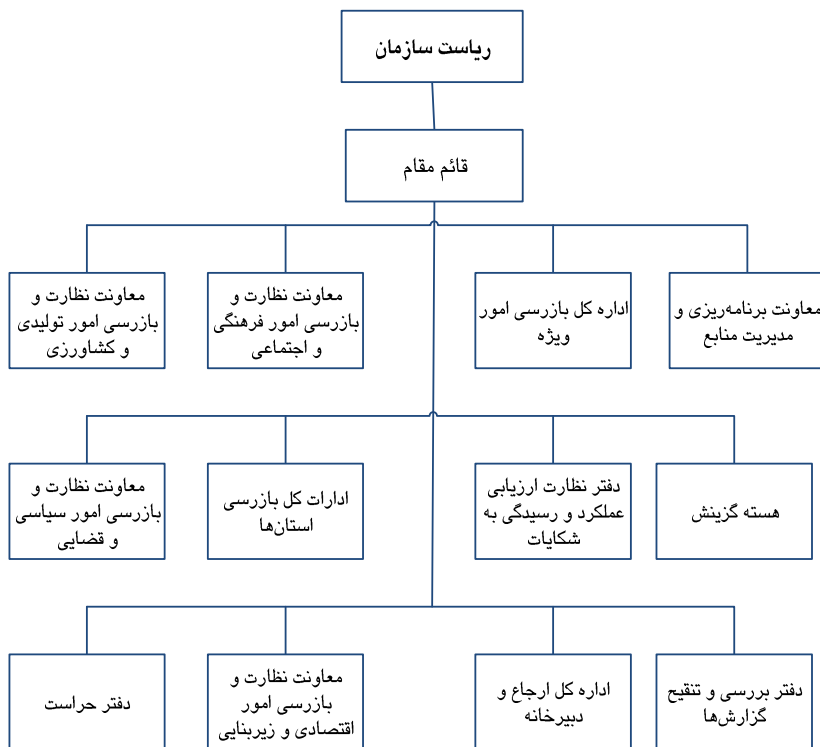 ریاست سازمان
قائم مقام
معاونت برنامه‌ریزی و
مدیریت منابع
اداره کل بازرسی امور
ویژه
معاونت نظارت و
بازرسی امور فرهنگی
و اجتماعی
معاونت نظارت و
بازرسی امور تولیدی
و کشاورزی
هسته گزینش
دفتر نظارت ارزیابی
عملکرد و رسیدگی به
شکایات
ادارات کل بازرسی
استان‌ها
معاونت نظارت و
بازرسی امور سیاسی
و قضایی
دفتر بررسی و تنقیح
گزارش‌ها
اداره کل ارجاع و
دبیرخانه
معاونت نظارت و
بازرسی امور
اقتصادی و زیربنایی
دفتر حراست